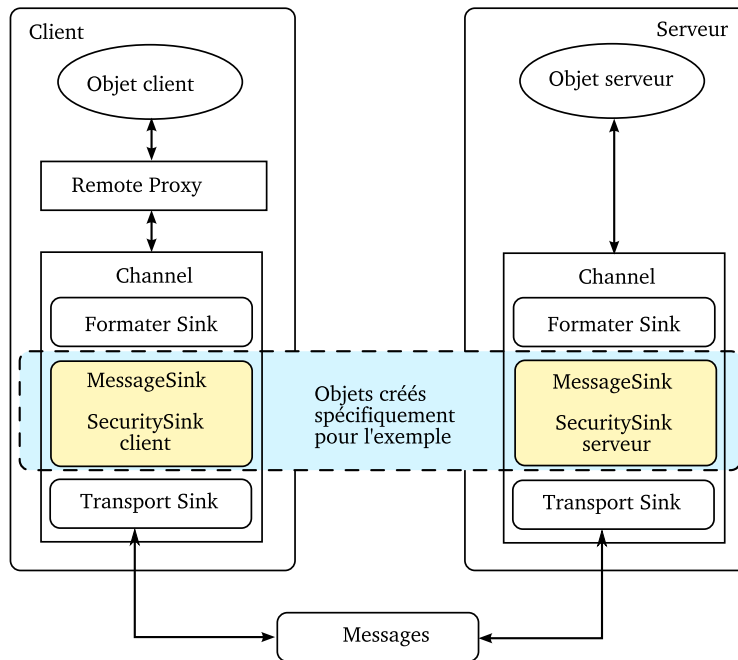 Client
Objet client
Remote Proxy
Channel
Formater Sink
MessageSink
SecuritySink
client
Transport Sink
Objets créés
spécifiquement
pour l'exemple
Serveur
Objet serveur
Channel
Formater Sink
MessageSink
SecuritySink
serveur
Transport Sink
Messages